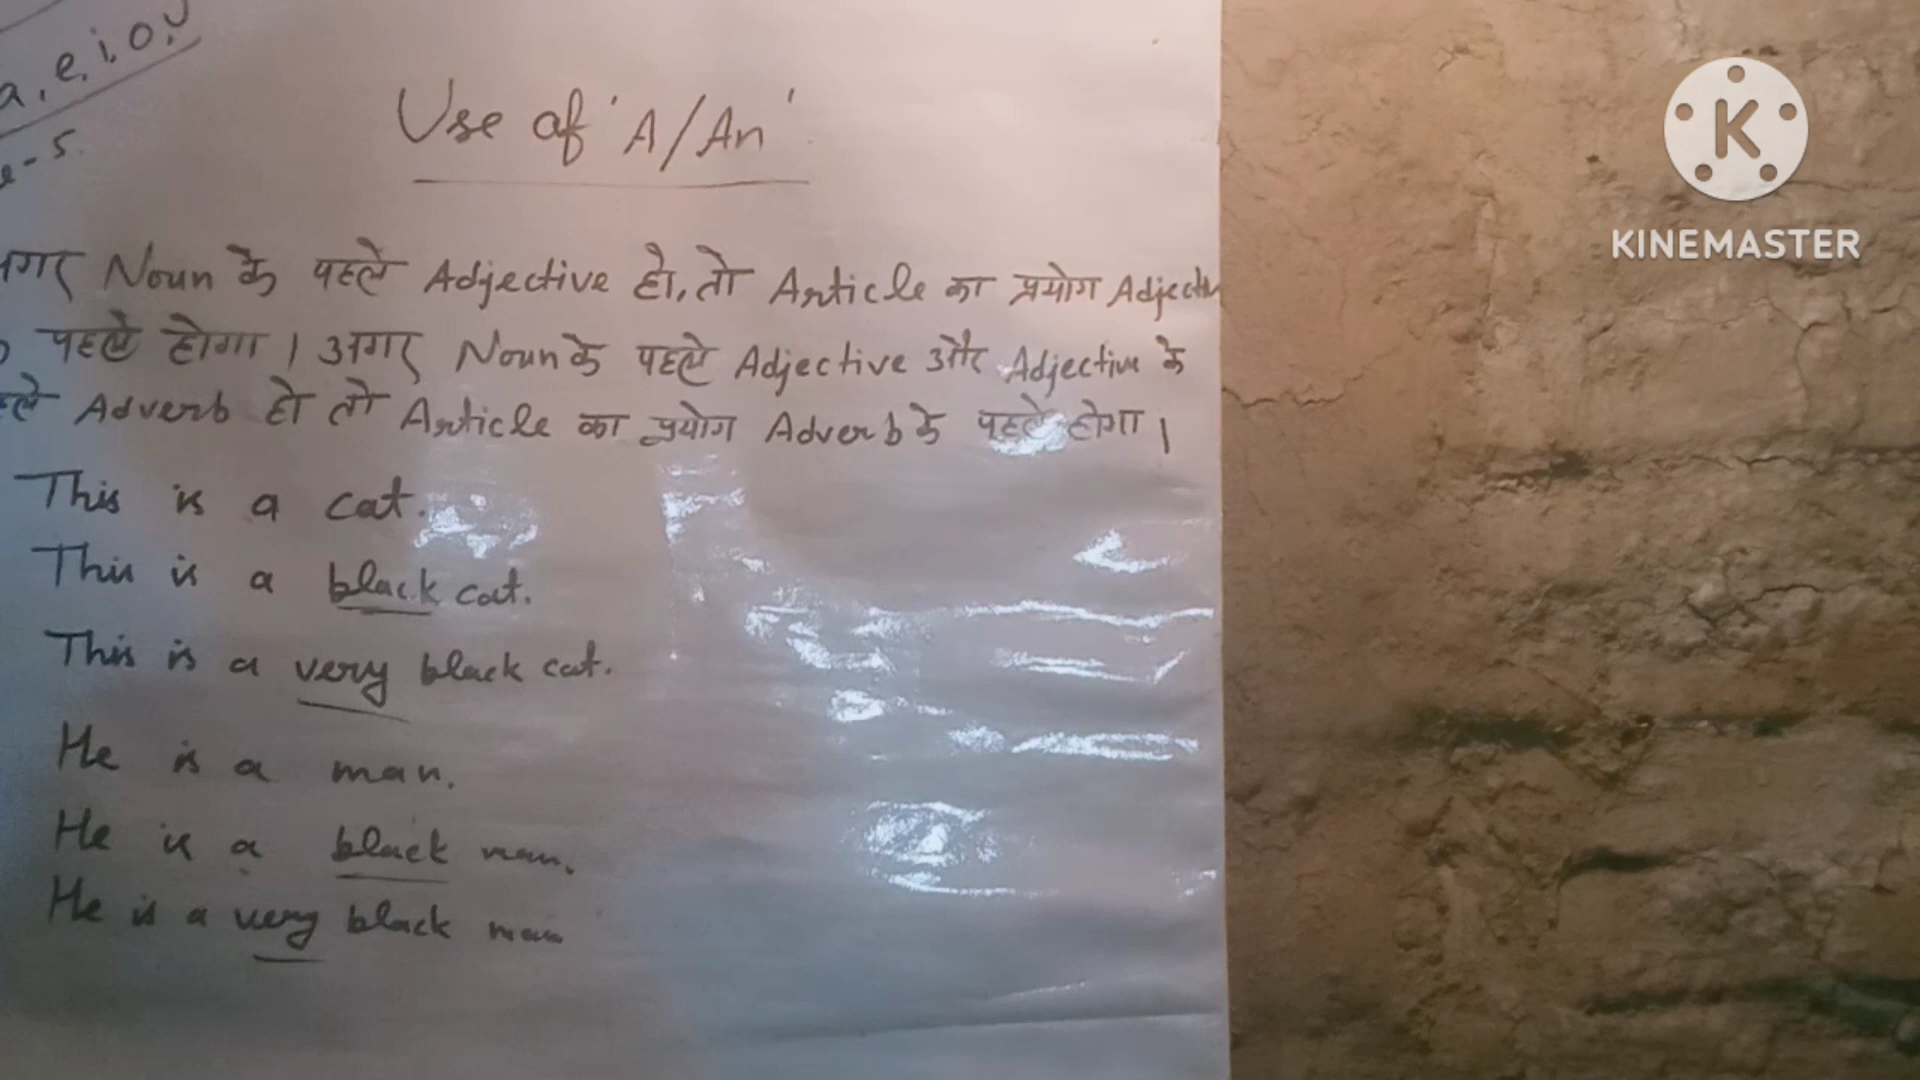 a, e, i, o, u
e-s.
Use of 'A/An'
अगर Noun के पहले Adjective हो, तो Article का प्रयोग Adjectiv
पहले होगा। अगर Noun के पहले Adjective और Adjective के
पहले Adverb हो तो Article का प्रयोग Adverb के पहले होगा।
This is a cat.
This is a black cat.
This is a very black cat.
He is a man.
He is a black man.
He is a very black man
KINEMASTER